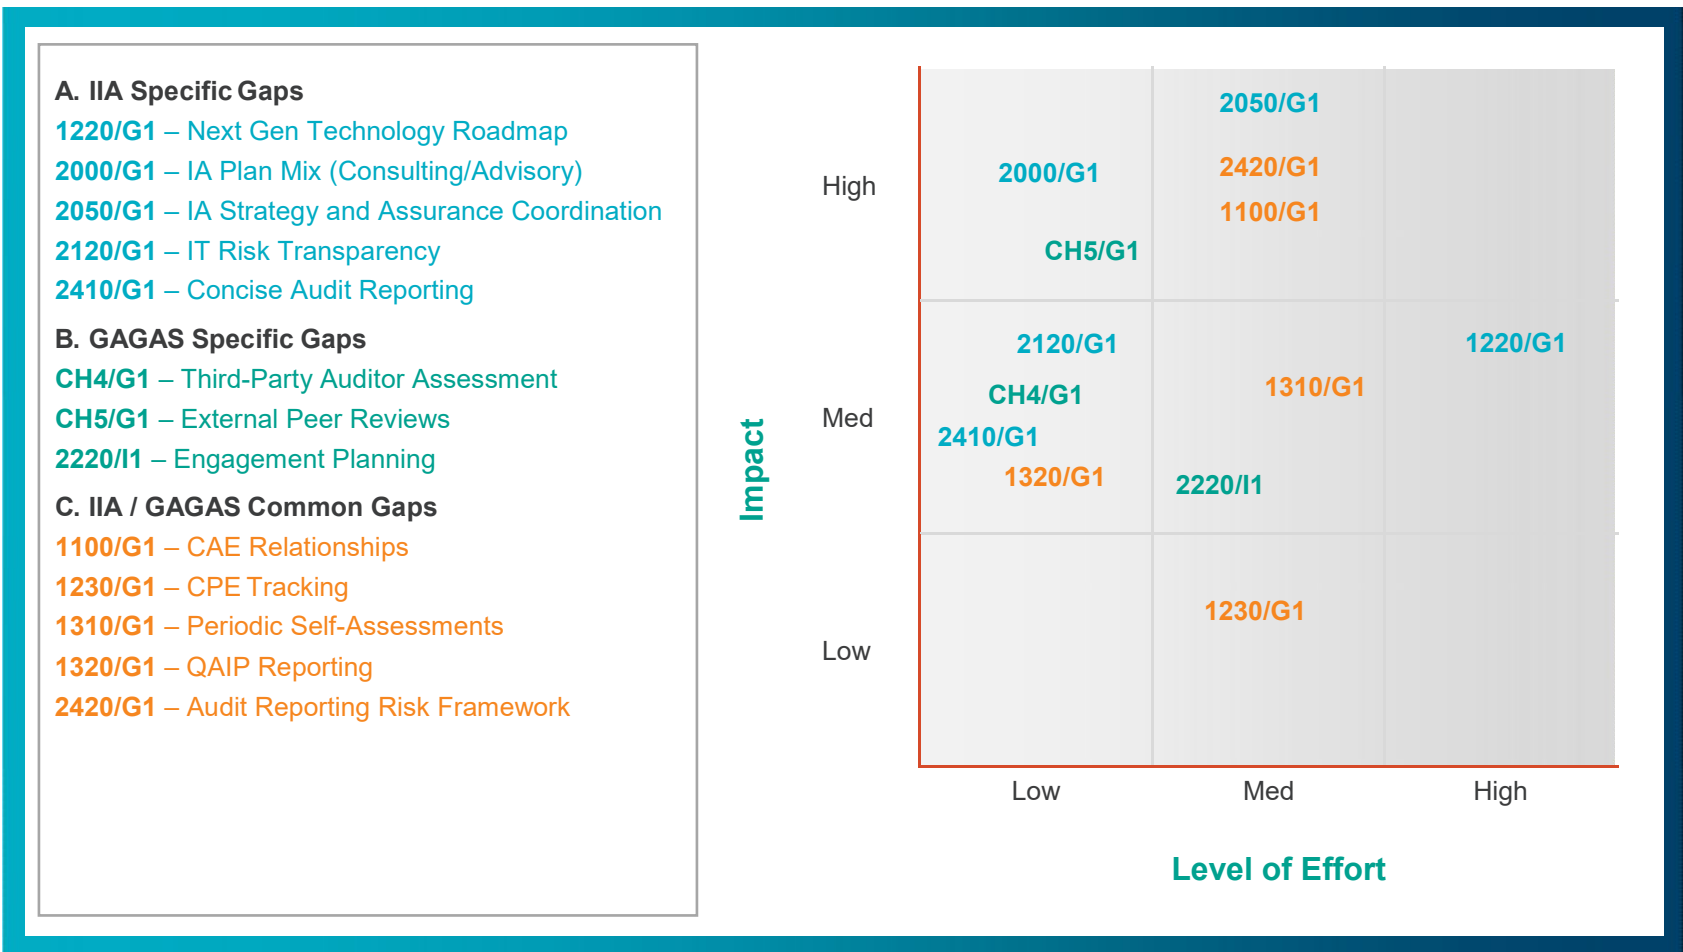 A. IIA Specific Gaps
1220/G1 – Next Gen Technology Roadmap
2000/G1 – IA Plan Mix (Consulting/Advisory)
2050/G1 – IA Strategy and Assurance Coordination
2120/G1 – IT Risk Transparency
2410/G1 – Concise Audit Reporting
B. GAGAS Specific Gaps
CH4/G1 – Third-Party Auditor Assessment
CH5/G1 – External Peer Reviews
2220/I1 – Engagement Planning
C. IIA / GAGAS Common Gaps
1100/G1 – CAE Relationships
1230/G1 – CPE Tracking
1310/G1 – Periodic Self-Assessments
1320/G1 – QAIP Reporting
2420/G1 – Audit Reporting Risk Framework
Impact
High
Med
Low
2050/G1
2000/G1
2420/G1
1100/G1
CH5/G1
2120/G1
1220/G1
CH4/G1
1310/G1
2410/G1
1320/G1
2220/I1
1230/G1
Low
Med
High
Level of Effort